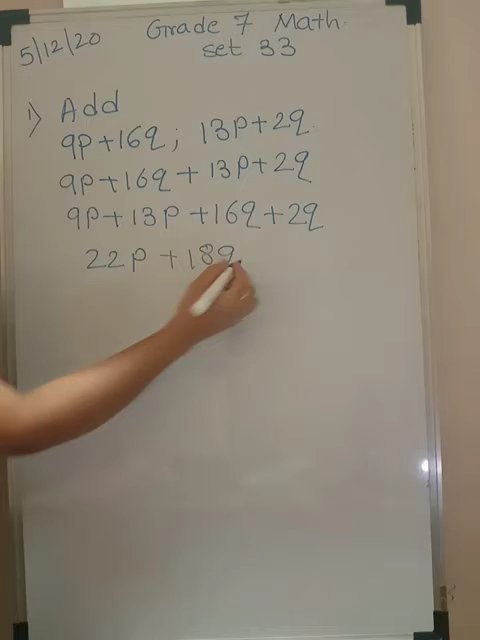 5/12/20
Grade 7 Math.
Set 33
1) Add
9p+16q; 13p+2q.
9p+16q+13p+2q
9p+13p+16q+2q
22p+18q